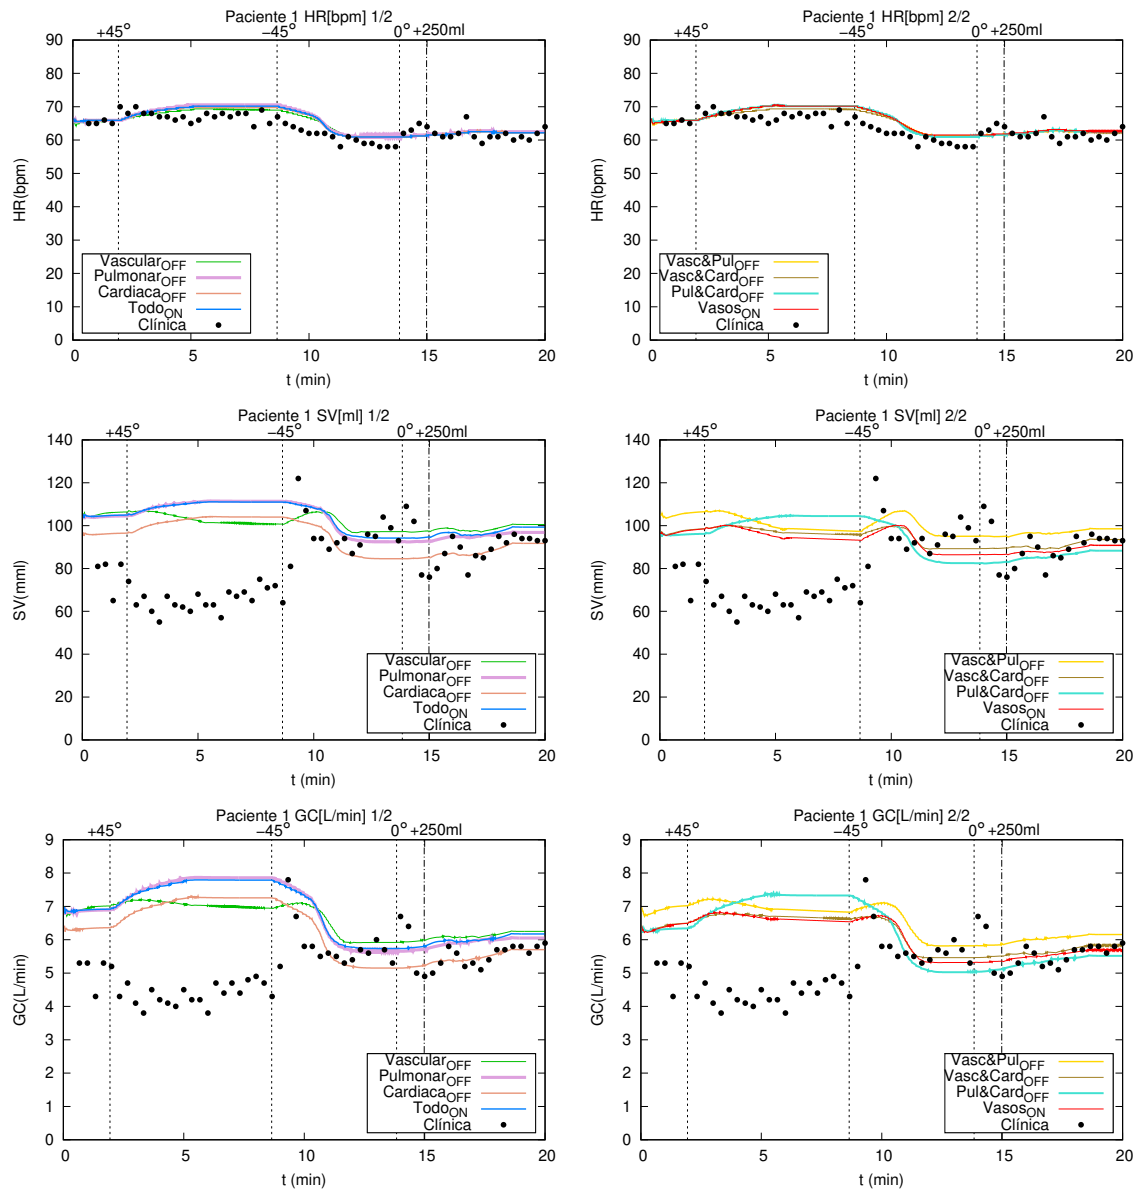 Paciente 1 HR[bpm] 1/2
+45° −45° 0° +250ml
90
80
70
60
50
40
30
20
10
0
HR(bpm)
Vascular OFF
Pulmonar OFF
Cardiaca OFF
Todo ON
Clínica
0 5 10 15 20
t (min)
Paciente 1 HR[bpm] 2/2
+45° −45° 0° +250ml
90
80
70
60
50
40
30
20
10
0
HR(bpm)
Vasc&Pul OFF
Vasc&Card OFF
Pul&Card OFF
Vasos ON
Clínica
0 5 10 15 20
t (min)
Paciente 1 SV[ml] 1/2
+45° −45° 0° +250ml
140
120
100
80
60
40
20
0
SV(mml)
Vascular OFF
Pulmonar OFF
Cardiaca OFF
Todo ON
Clínica
0 5 10 15 20
t (min)
Paciente 1 SV[ml] 2/2
+45° −45° 0° +250ml
140
120
100
80
60
40
20
0
SV(mml)
Vasc&Pul OFF
Vasc&Card OFF
Pul&Card OFF
Vasos ON
Clínica
0 5 10 15 20
t (min)
Paciente 1 GC[L/min] 1/2
+45° −45° 0° +250ml
9
8
7
6
5
4
3
2
1
0
GC(L/min)
Vascular OFF
Pulmonar OFF
Cardiaca OFF
Todo ON
Clínica
0 5 10 15 20
t (min)
Paciente 1 GC[L/min] 2/2
+45° −45° 0° +250ml
9
8
7
6
5
4
3
2
1
0
GC(L/min)
Vasc&Pul OFF
Vasc&Card OFF
Pul&Card OFF
Vasos ON
Clínica
0 5 10 15 20
t (min)